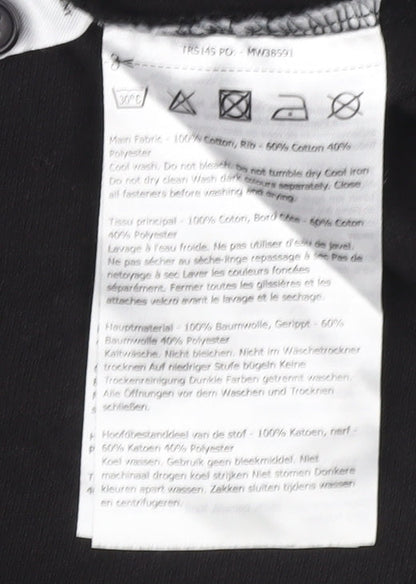 TRS145 PO: - MW38591
30°C
Main Fabric - 100% Cotton, Rib - 60% Cotton 40%
Polyester
Cool wash. Do not bleach. Do not tumble dry Cool iron
Do not dry clean Wash dark colours separately. Close
all fasteners before washing and drying.
Tissu principal - 100% Coton, Bord Côte - 60% Coton
40% Polyester
Lavage à l'eau froide. Ne pas utiliser d'eau de javel.
Ne pas sécher au sèche-linge repassage à sec Pas de
netoyage à sec Laver les couleurs foncées
séparément. Fermer toutes les glissières et les
attaches velcro avant le lavage et le sechage.
Hauptmaterial - 100% Baumwolle, Gerippt - 60%
Baumwolle 40% Polyester
Kaltwäsche. Nicht bleichen. Nicht im Wäschetrockner
trocknen Auf niedriger Stufe bügeln Keine
Trockenreinigung Dunkle Farben getrennt waschen.
Alle Öffnungen vor dem Waschen und Trocknen
schließen.
Hoofdbestanddeel van de stof - 100% Katoen, nerf -
60% Katoen 40% Polyester
Koel wassen. Gebruik geen bleekmiddel. Niet
machinaal drogen koel strijken Niet stomen Donkere
kleuren apart wassen. Zakken sluiten tijdens wassen
en centrifugeren.